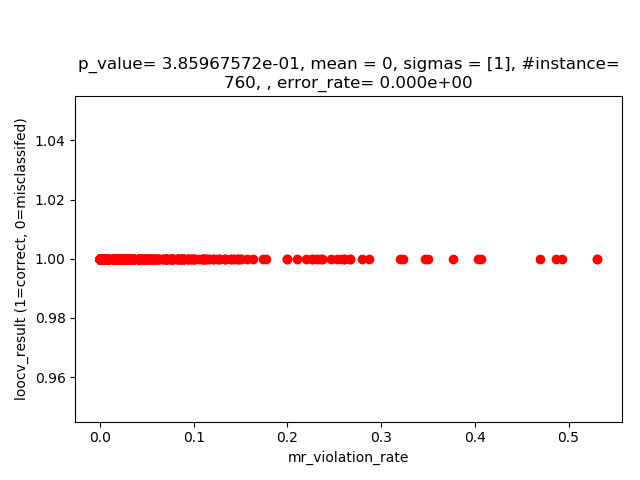 p_value= 3.85967572e-01, mean = 0, sigmas = [1], #instance=
760, , error_rate= 0.000e+00
1.04
1.02
1.00
0.98
0.96
loocv_result (1=correct, 0=misclassifed)
0.0 0.1 0.2 0.3 0.4 0.5
mr_violation_rate